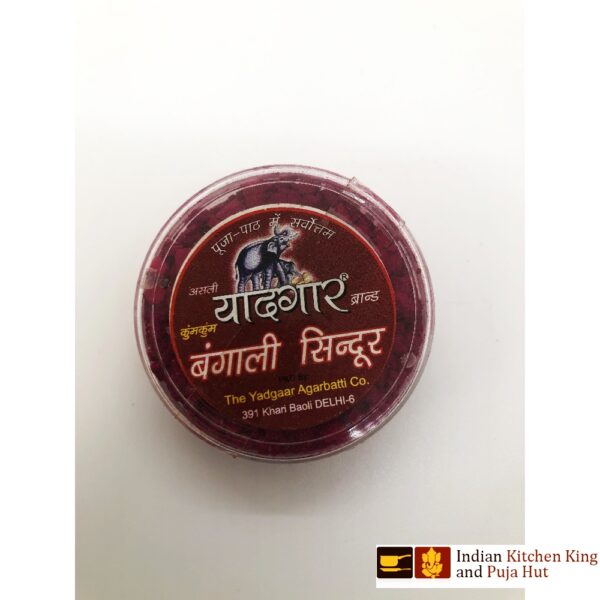 पूजा-पाठ में सर्वोत्तम
असली यादगार® ब्रान्ड
कुंमकुंम
बंगाली सिन्दूर
The Yadgaar Agarbatti Co.
391 Khari Baoli DELHI-6
Indian Kitchen King
and Puja Hut